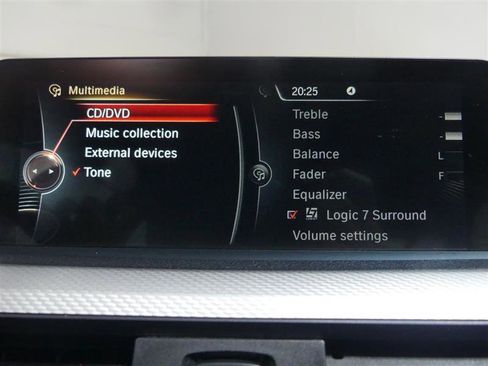 Multimedia
CD/DVD
Music collection
External devices
Tone
20:25
Treble
Bass
Balance L
Fader F
Equalizer
Logic 7 Surround
Volume settings